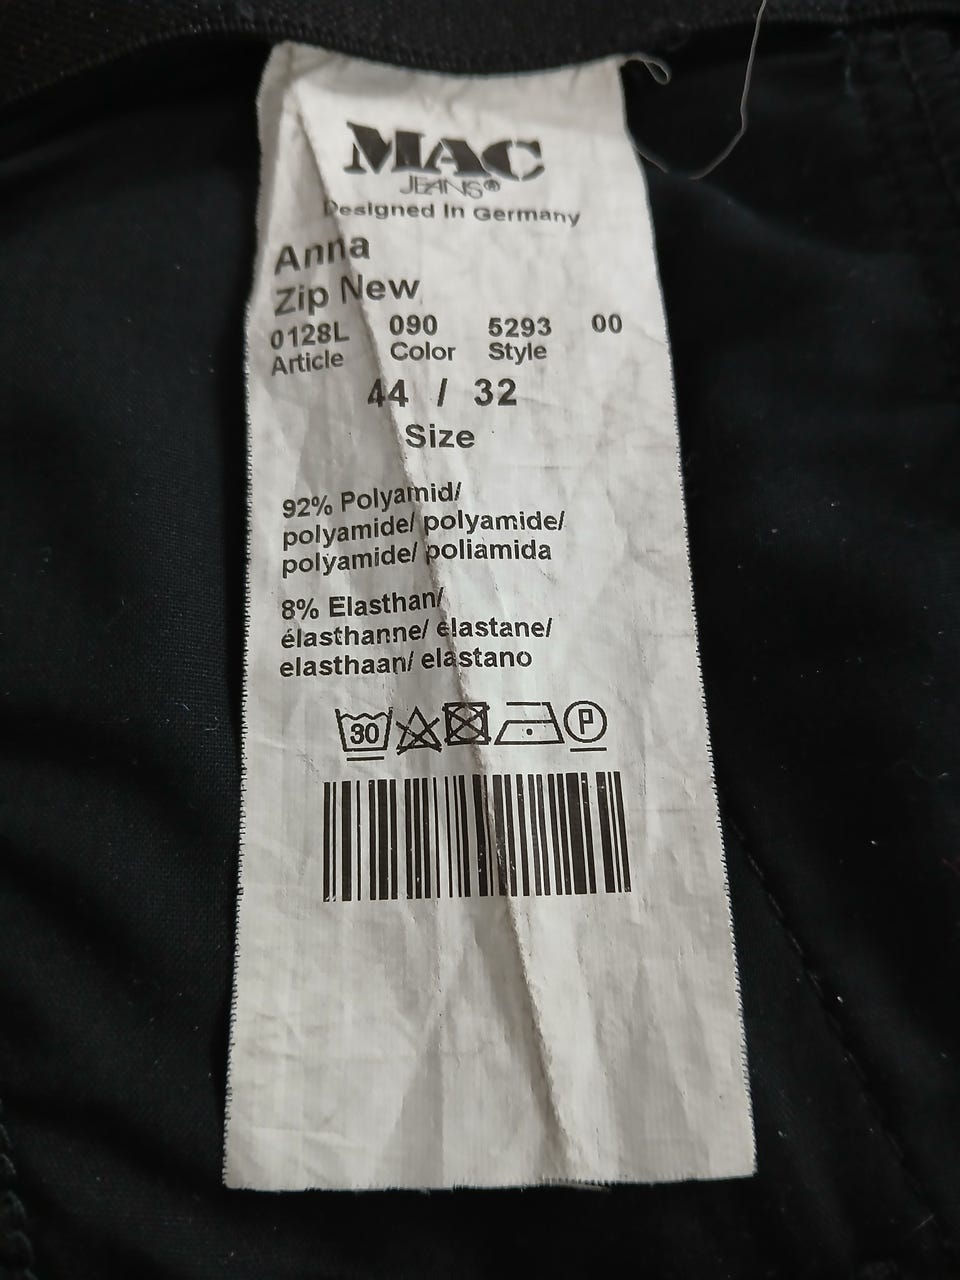 MAC
JEANS®
Designed In Germany
Anna
Zip New
0128L 090 5293 00
Article Color Style
44 / 32
Size
92% Polyamid/
polyamide/ polyamide/
polyamide/ poliamida
8% Elasthan/
élasthanne/ elastane/
elasthaan/ elastano
30 P